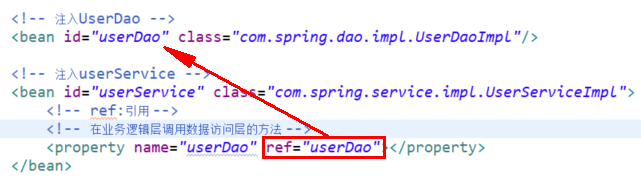 <!-- 注入UserDao -->
<bean id="userDao" class="com.spring.dao.impl.UserDaoImpl"/>
<!-- 注入userService -->
<bean id="userService" class="com.spring.service.impl.UserServiceImpl">
<!-- ref:引用 -->
<!-- 在业务逻辑层调用数据访问层的方法 -->
<property name="userDao" ref="userDao"></property>
</bean>